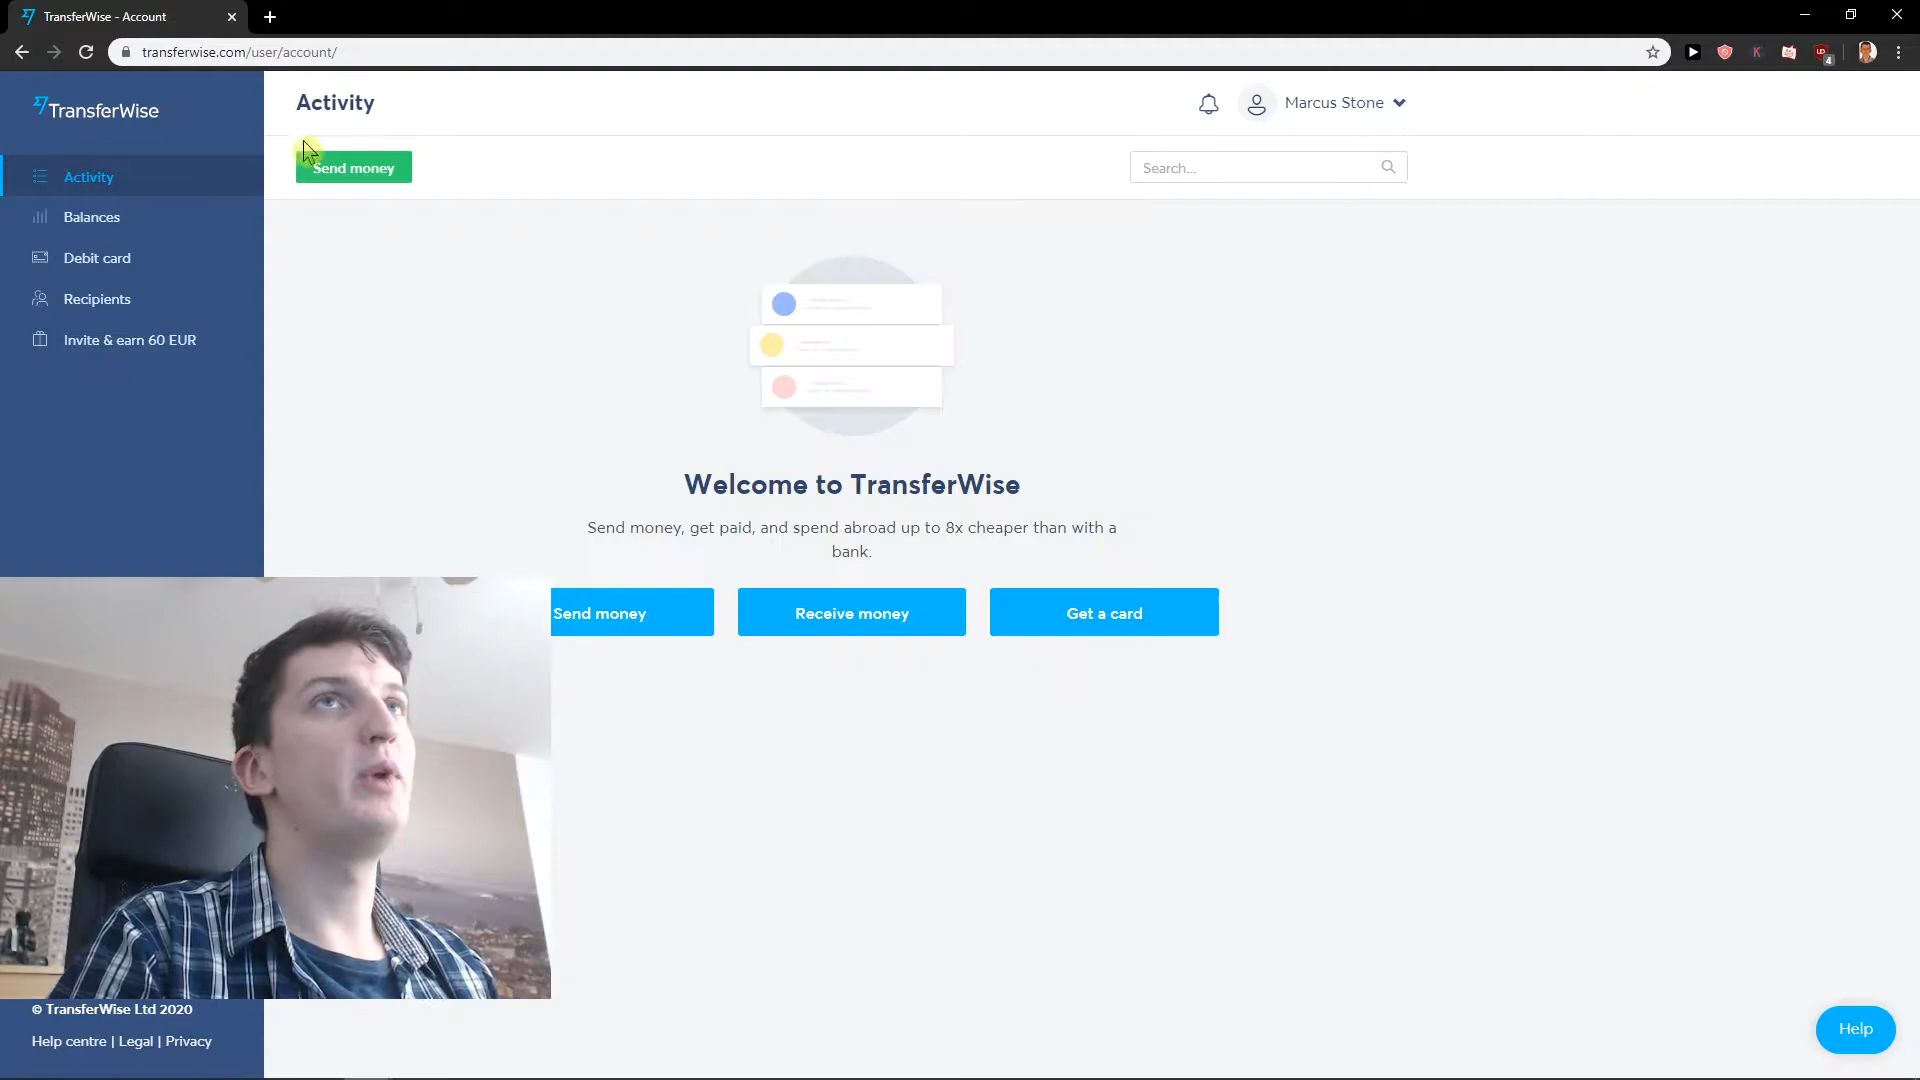 TransferWise - Account
transferwise.com/user/account/
4
TransferWise
Activity
Balances
Debit card
Recipients
Invite & earn 60 EUR
Activity
Marcus Stone
Send money
Search...
Welcome to TransferWise
Send money, get paid, and spend abroad up to 8x cheaper than with a
bank.
Send money
Receive money
Get a card
© TransferWise Ltd 2020
Help centre | Legal | Privacy
Help